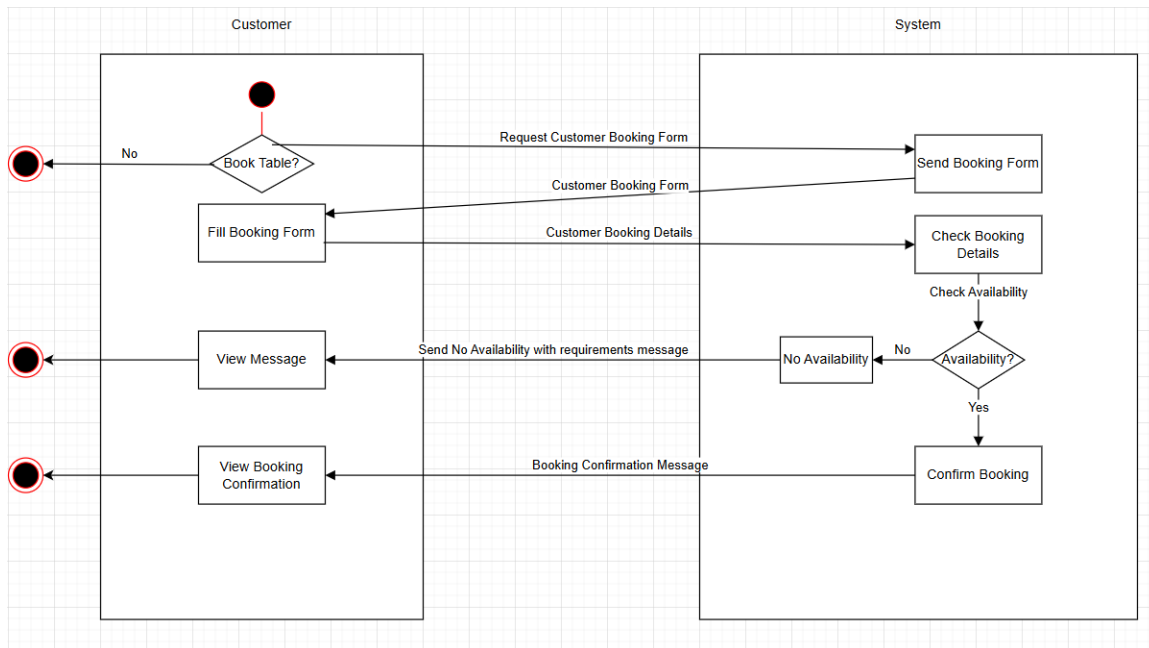 Customer
System
Request Customer Booking Form
No
Book Table?
Send Booking Form
Customer Booking Form
Fill Booking Form
Customer Booking Details
Check Booking
Details
Check Availability
View Message
Send No Availability with requirements message
No Availability
No
Availability?
Yes
View Booking
Confirmation
Booking Confirmation Message
Confirm Booking